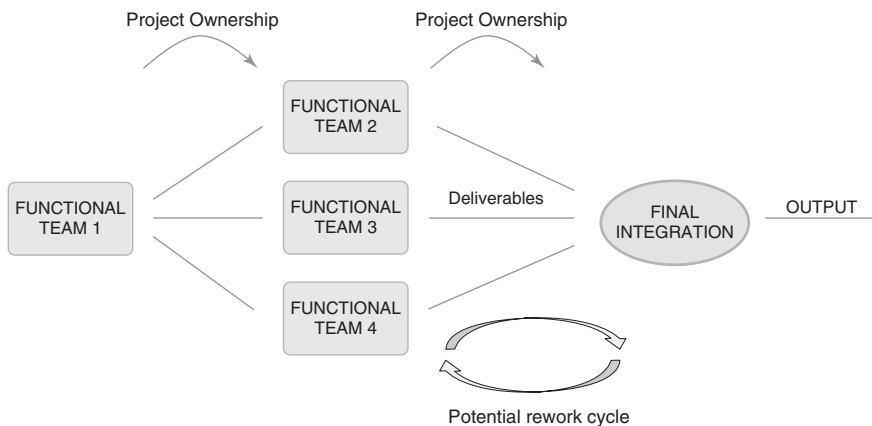 Project Ownership
Project Ownership
FUNCTIONAL
TEAM 1
FUNCTIONAL
TEAM 2
FUNCTIONAL
TEAM 3
FUNCTIONAL
TEAM 4
Deliverables
FINAL
INTEGRATION
OUTPUT
Potential rework cycle